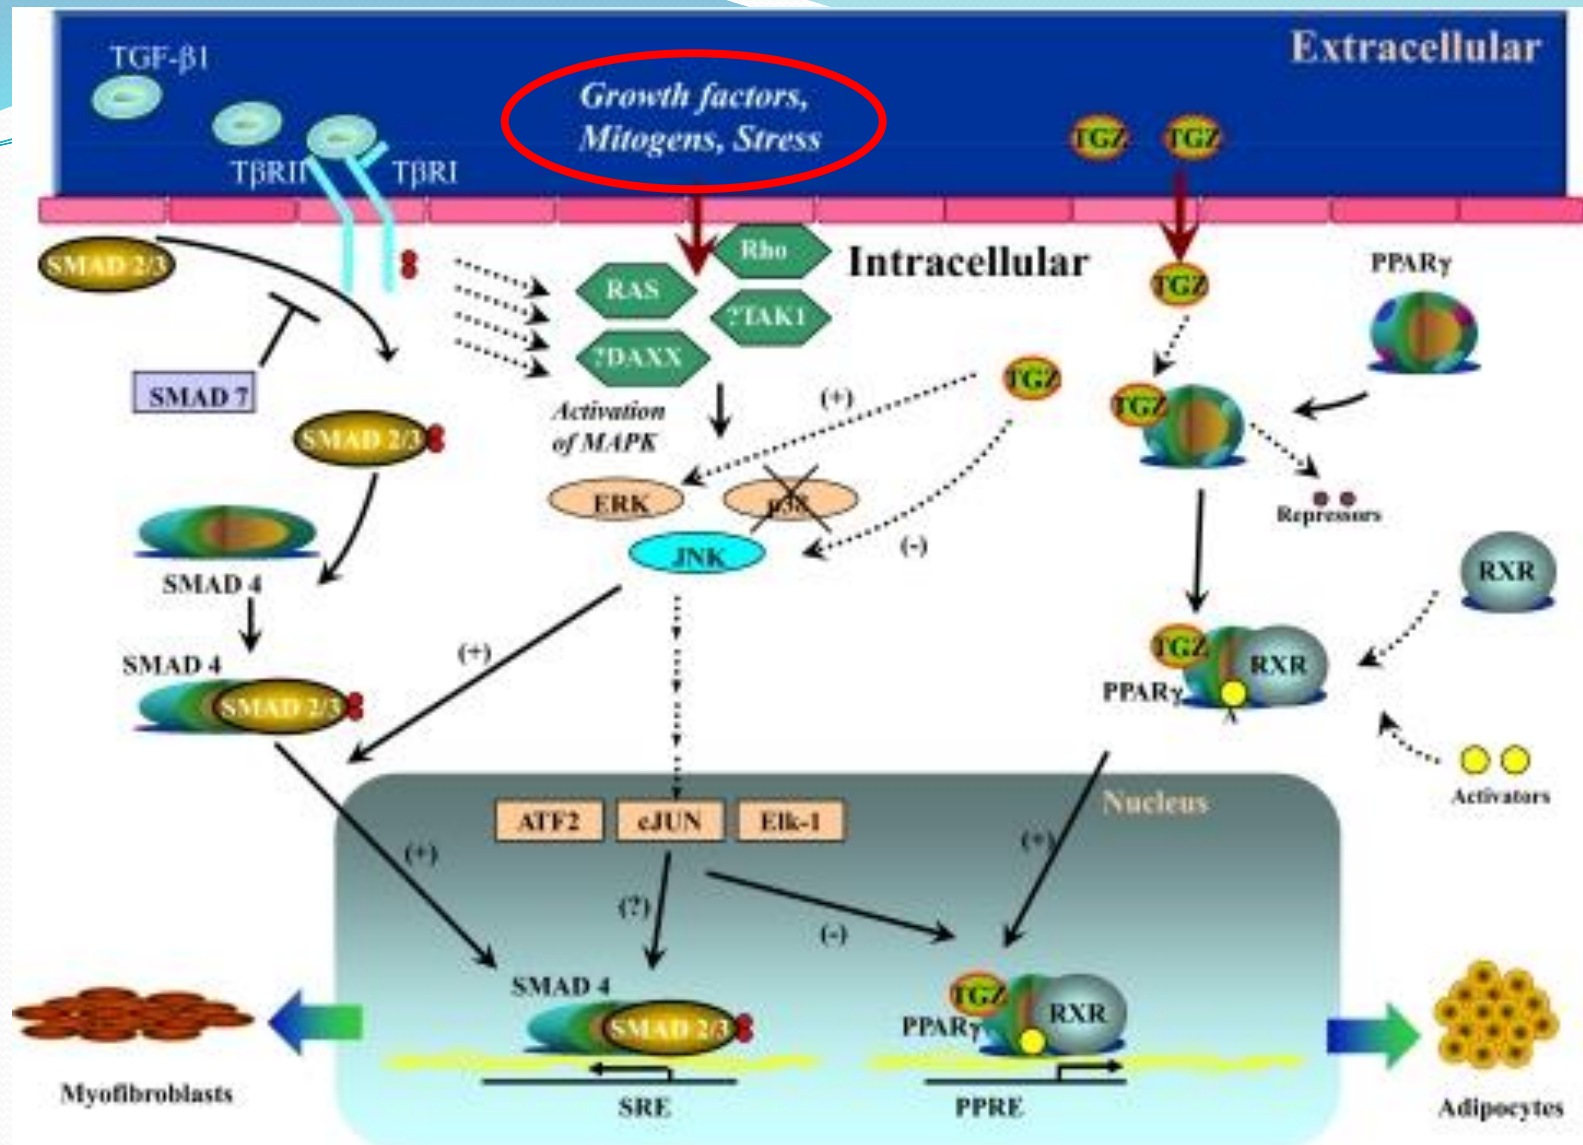 Extracellular
TGF-β1
Growth factors,
Mitogens, Stress
TGZ
TGZ
TβRII
TβRI
SMAD 2/3
Rho
Intracellular
RAS
TGZ
PPARγ
?TAK1
?DAXX
SMAD 7
TGZ
TGZ
(+)
Activation
of MAPK
SMAD 2/3
ERK
p38
Repressors
(-)
JNK
SMAD 4
RXR
(+)
SMAD 4
SMAD 2/3
TGZ
RXR
PPARγ
Activators
Nucleus
ATF2
cJUN
Elk-1
(+)
(+)
(?)
(-)
SMAD 4
SMAD 2/3
TGZ
PPARγ
RXR
Myofibroblasts
SRE
PPRE
Adipocytes